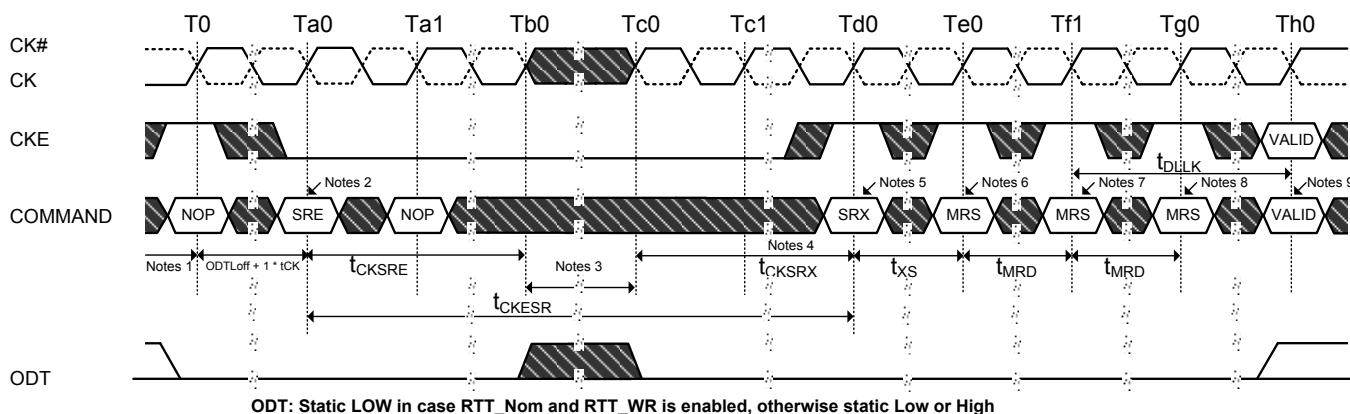 T0 Ta0 Ta1 Tb0 Tc0 Tc1 Td0 Te0 Tf1 Tg0 Th0
CK#
CK
CKE
VALID
tDLLK
Notes 2 Notes 5 Notes 6 Notes 7 Notes 8 Notes 9
COMMAND
NOP SRE NOP SRX MRS MRS MRS VALID
Notes 1 ODTLoff + 1 * tCK tCKSRE Notes 3 Notes 4 tCKSRX tXS tMRD tMRD
tCKESR
ODT
ODT: Static LOW in case RTT_Nom and RTT_WR is enabled, otherwise static Low or High